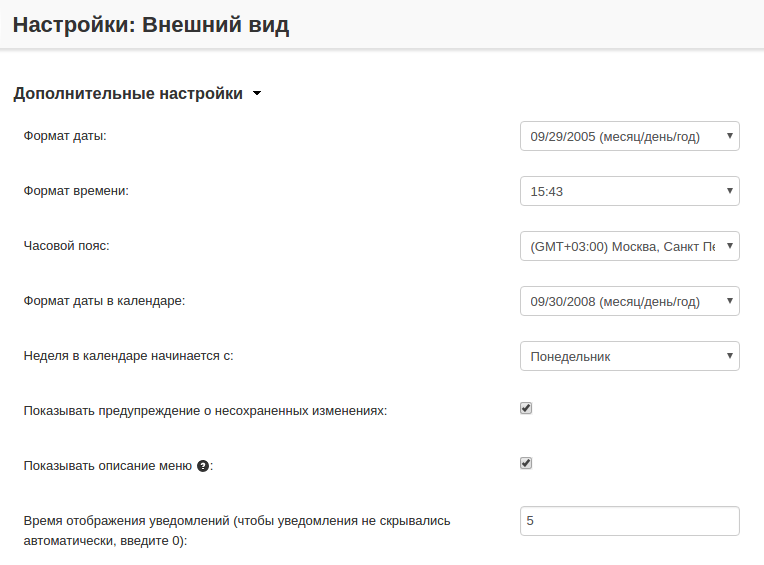 Настройки: Внешний вид
Дополнительные настройки
Формат даты:
09/29/2005 (месяц/день/год)
Формат времени:
15:43
Часовой пояс:
(GMT+03:00) Москва, Санкт Пе
Формат даты в календаре:
09/30/2008 (месяц/день/год)
Неделя в календаре начинается с:
Понедельник
Показывать предупреждение о несохраненных изменениях:
Показывать описание меню ?:
Время отображения уведомлений (чтобы уведомления не скрывались
5
автоматически, введите 0):